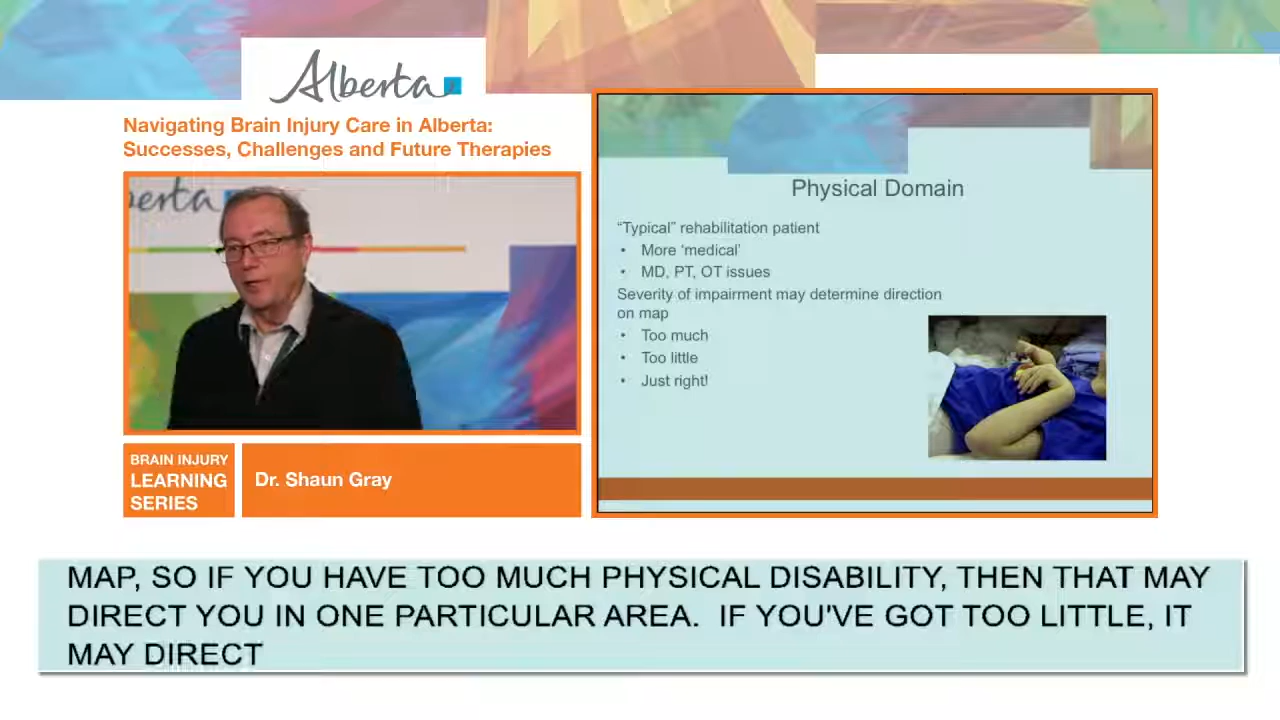 Alberta
Navigating Brain Injury Care in Alberta:
Successes, Challenges and Future Therapies
berta
BRAIN INJURY
LEARNING
SERIES
Dr. Shaun Gray
Physical Domain
“Typical” rehabilitation patient
• More ‘medical’
• MD, PT, OT issues
Severity of impairment may determine direction
on map
• Too much
• Too little
• Just right!
MAP, SO IF YOU HAVE TOO MUCH PHYSICAL DISABILITY, THEN THAT MAY
DIRECT YOU IN ONE PARTICULAR AREA.  IF YOU'VE GOT TOO LITTLE, IT
MAY DIRECT